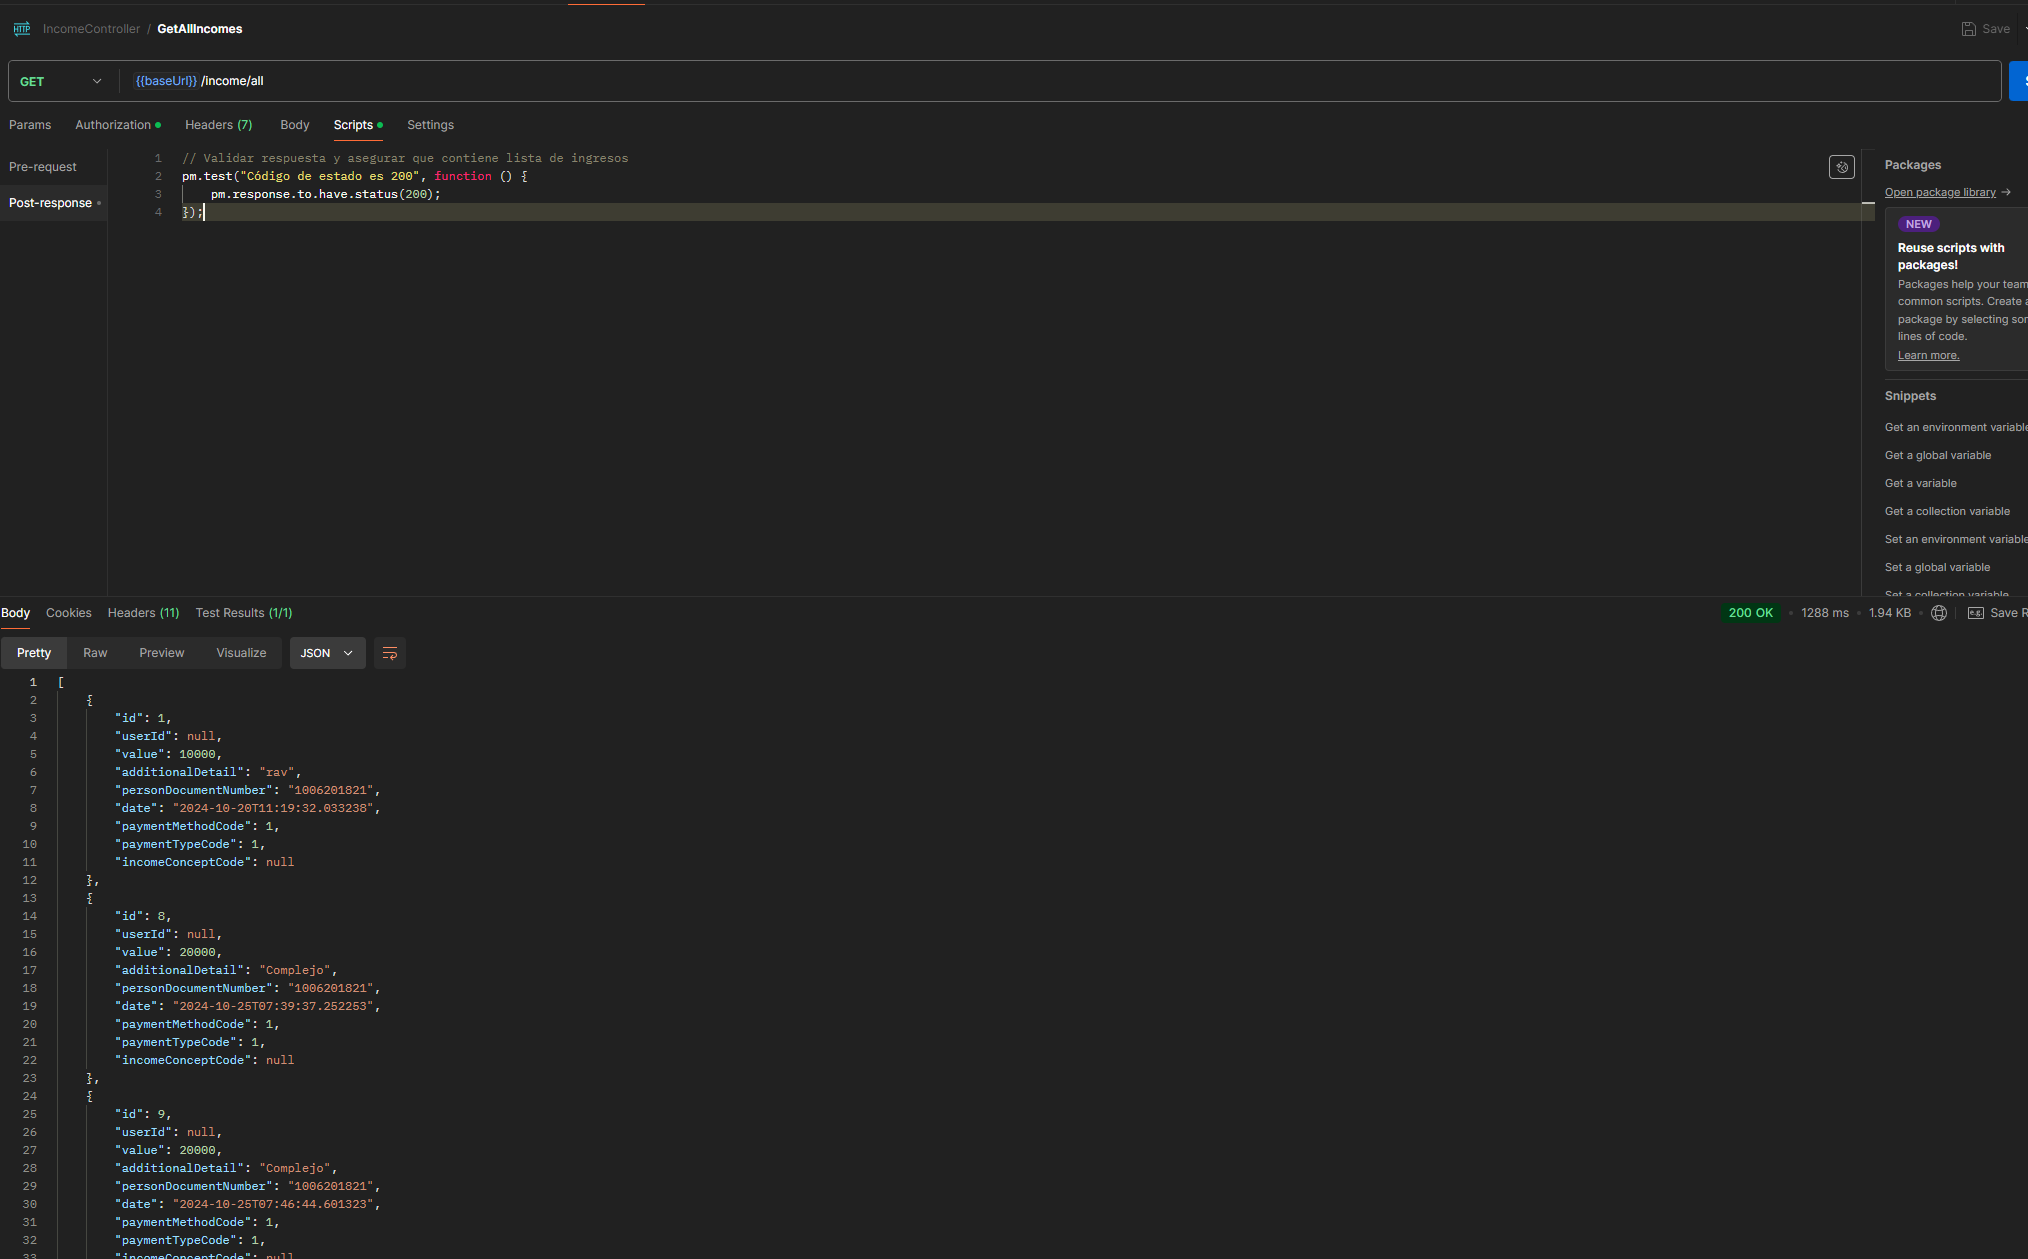 HTTP IncomeController / GetAllIncomes
Save
GET {{baseUrl}} /income/all
Params Authorization Headers (7) Body Scripts Settings
Pre-request
Post-response
1 // Validar respuesta y asegurar que contiene lista de ingresos
2 pm.test("Código de estado es 200", function () {
3 pm.response.to.have.status(200);
4 });
Packages
Open package library →
NEW
Reuse scripts with
packages!
Packages help your team
common scripts. Create a
package by selecting
lines of code.
Learn more.
Snippets
Get an environment variable
Get a global variable
Get a variable
Get a collection variable
Set an environment variable
Set a global variable
Set a collection variable
Body Cookies Headers (11) Test Results (1/1)
200 OK • 1288 ms • 1.94 KB • e.g. Save
Pretty Raw Preview Visualize JSON
1 [
2 {
3 "id": 1,
4 "userId": null,
5 "value": 10000,
6 "additionalDetail": "rav",
7 "personDocumentNumber": "1006201821",
8 "date": "2024-10-20T11:19:32.033238",
9 "paymentMethodCode": 1,
10 "paymentTypeCode": 1,
11 "incomeConceptCode": null
12 },
13 {
14 "id": 8,
15 "userId": null,
16 "value": 20000,
17 "additionalDetail": "Complejo",
18 "personDocumentNumber": "1006201821",
19 "date": "2024-10-25T07:39:37.252253",
20 "paymentMethodCode": 1,
21 "paymentTypeCode": 1,
22 "incomeConceptCode": null
23 },
24 {
25 "id": 9,
26 "userId": null,
27 "value": 20000,
28 "additionalDetail": "Complejo",
29 "personDocumentNumber": "1006201821",
30 "date": "2024-10-25T07:46:44.601323",
31 "paymentMethodCode": 1,
32 "paymentTypeCode": 1,
33 "incomeConceptCode": null